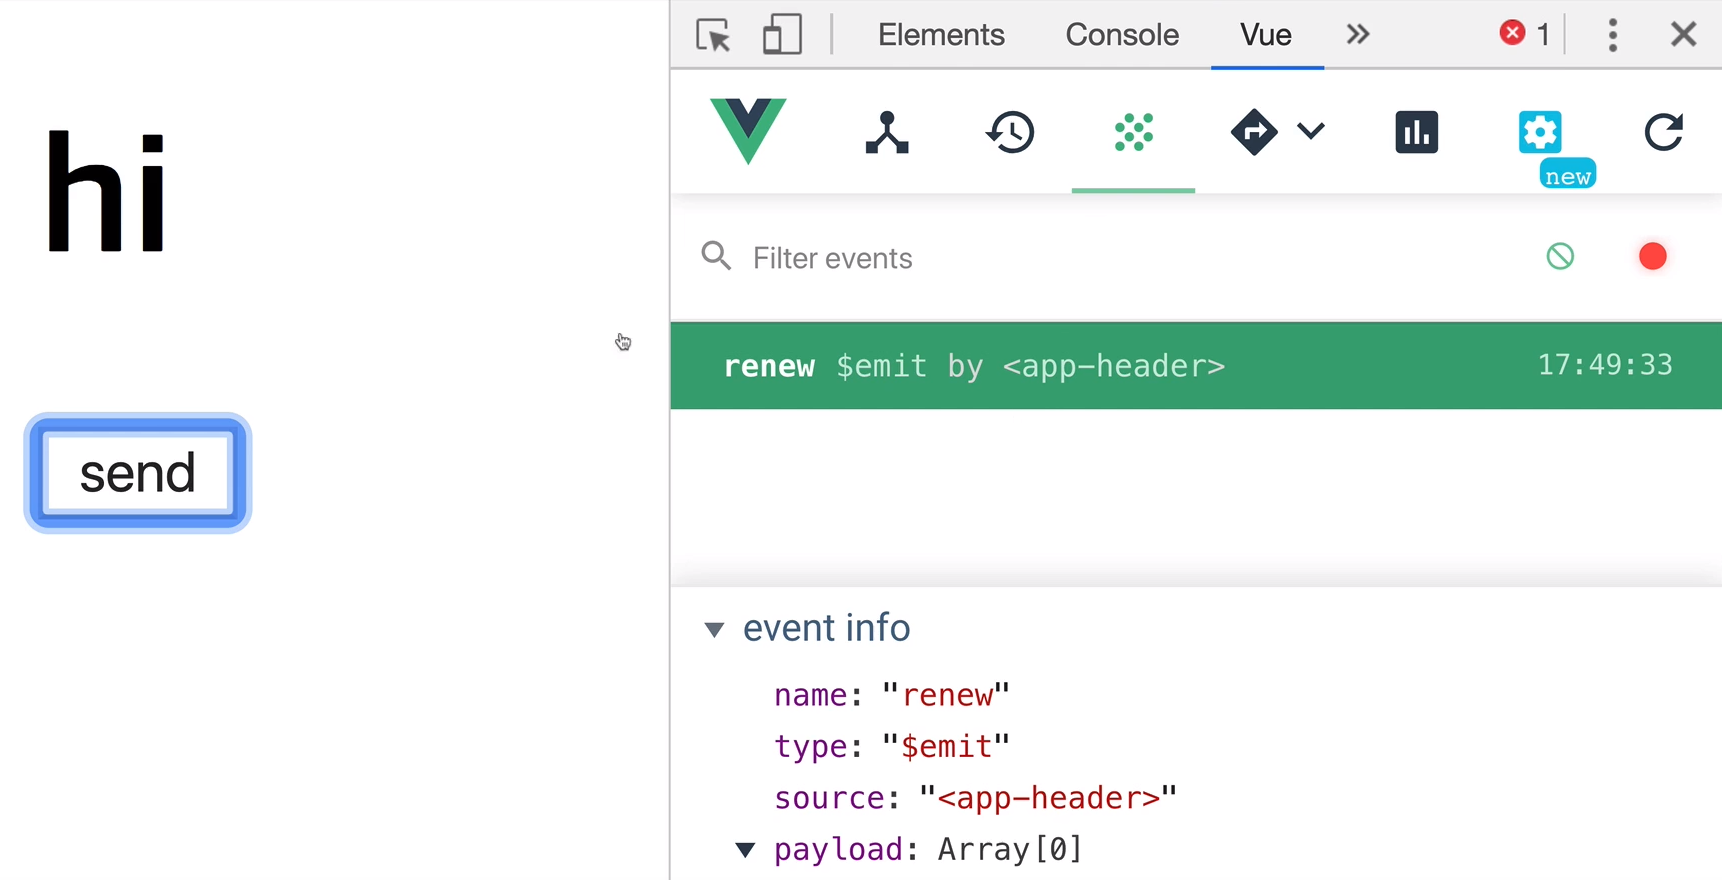 hi
send
Elements Console Vue » 1
new
Filter events
renew $emit by <app-header> 17:49:33
event info
name: "renew"
type: "$emit"
source: "<app-header>"
payload: Array[0]